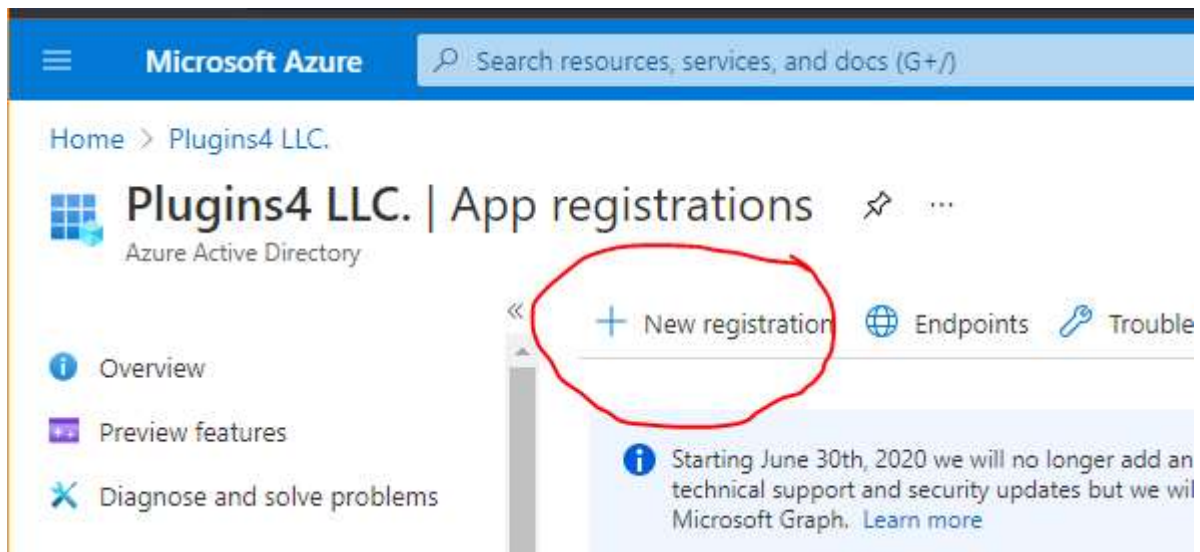 Microsoft Azure
Search resources, services, and docs (G+/)
Home > Plugins4 LLC.
Plugins4 LLC. | App registrations
Azure Active Directory
New registration Endpoints Trouble
Overview
Preview features
Diagnose and solve problems
Starting June 30th, 2020 we will no longer add an
technical support and security updates but we wil
Microsoft Graph. Learn more